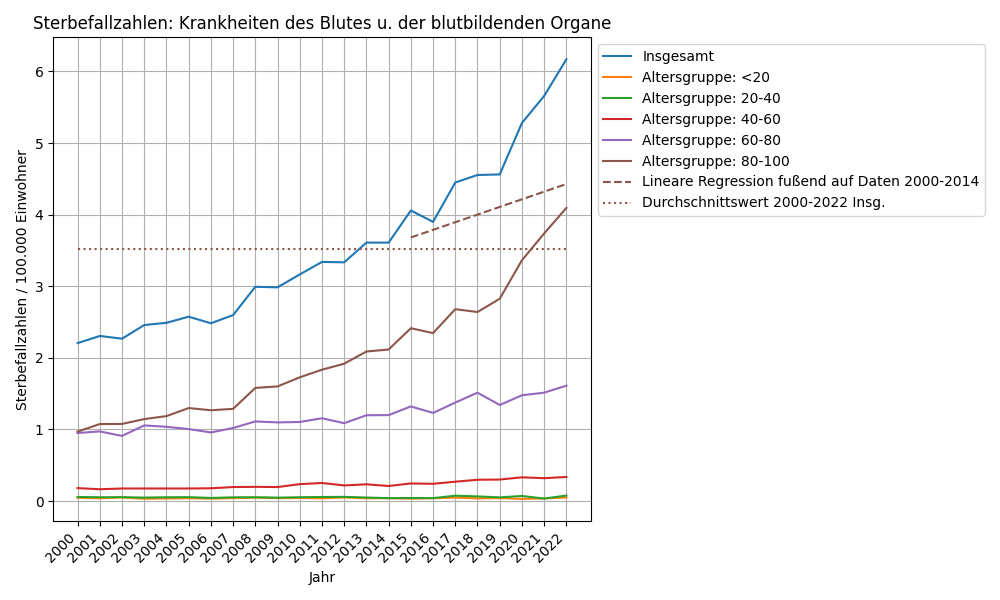 Sterbefallzahlen: Krankheiten des Blutes u. der blutbildenden Organe
Sterbefallzahlen / 100.000 Einwohner
6
5
4
3
2
1
0
2000
2001
2002
2003
2004
2005
2006
2007
2008
2009
2010
2011
2012
2013
2014
2015
2016
2017
2018
2019
2020
2021
2022
Jahr
Insgesamt
Altersgruppe: <20
Altersgruppe: 20-40
Altersgruppe: 40-60
Altersgruppe: 60-80
Altersgruppe: 80-100
Lineare Regression fußend auf Daten 2000-2014
Durchschnittswert 2000-2022 Insg.